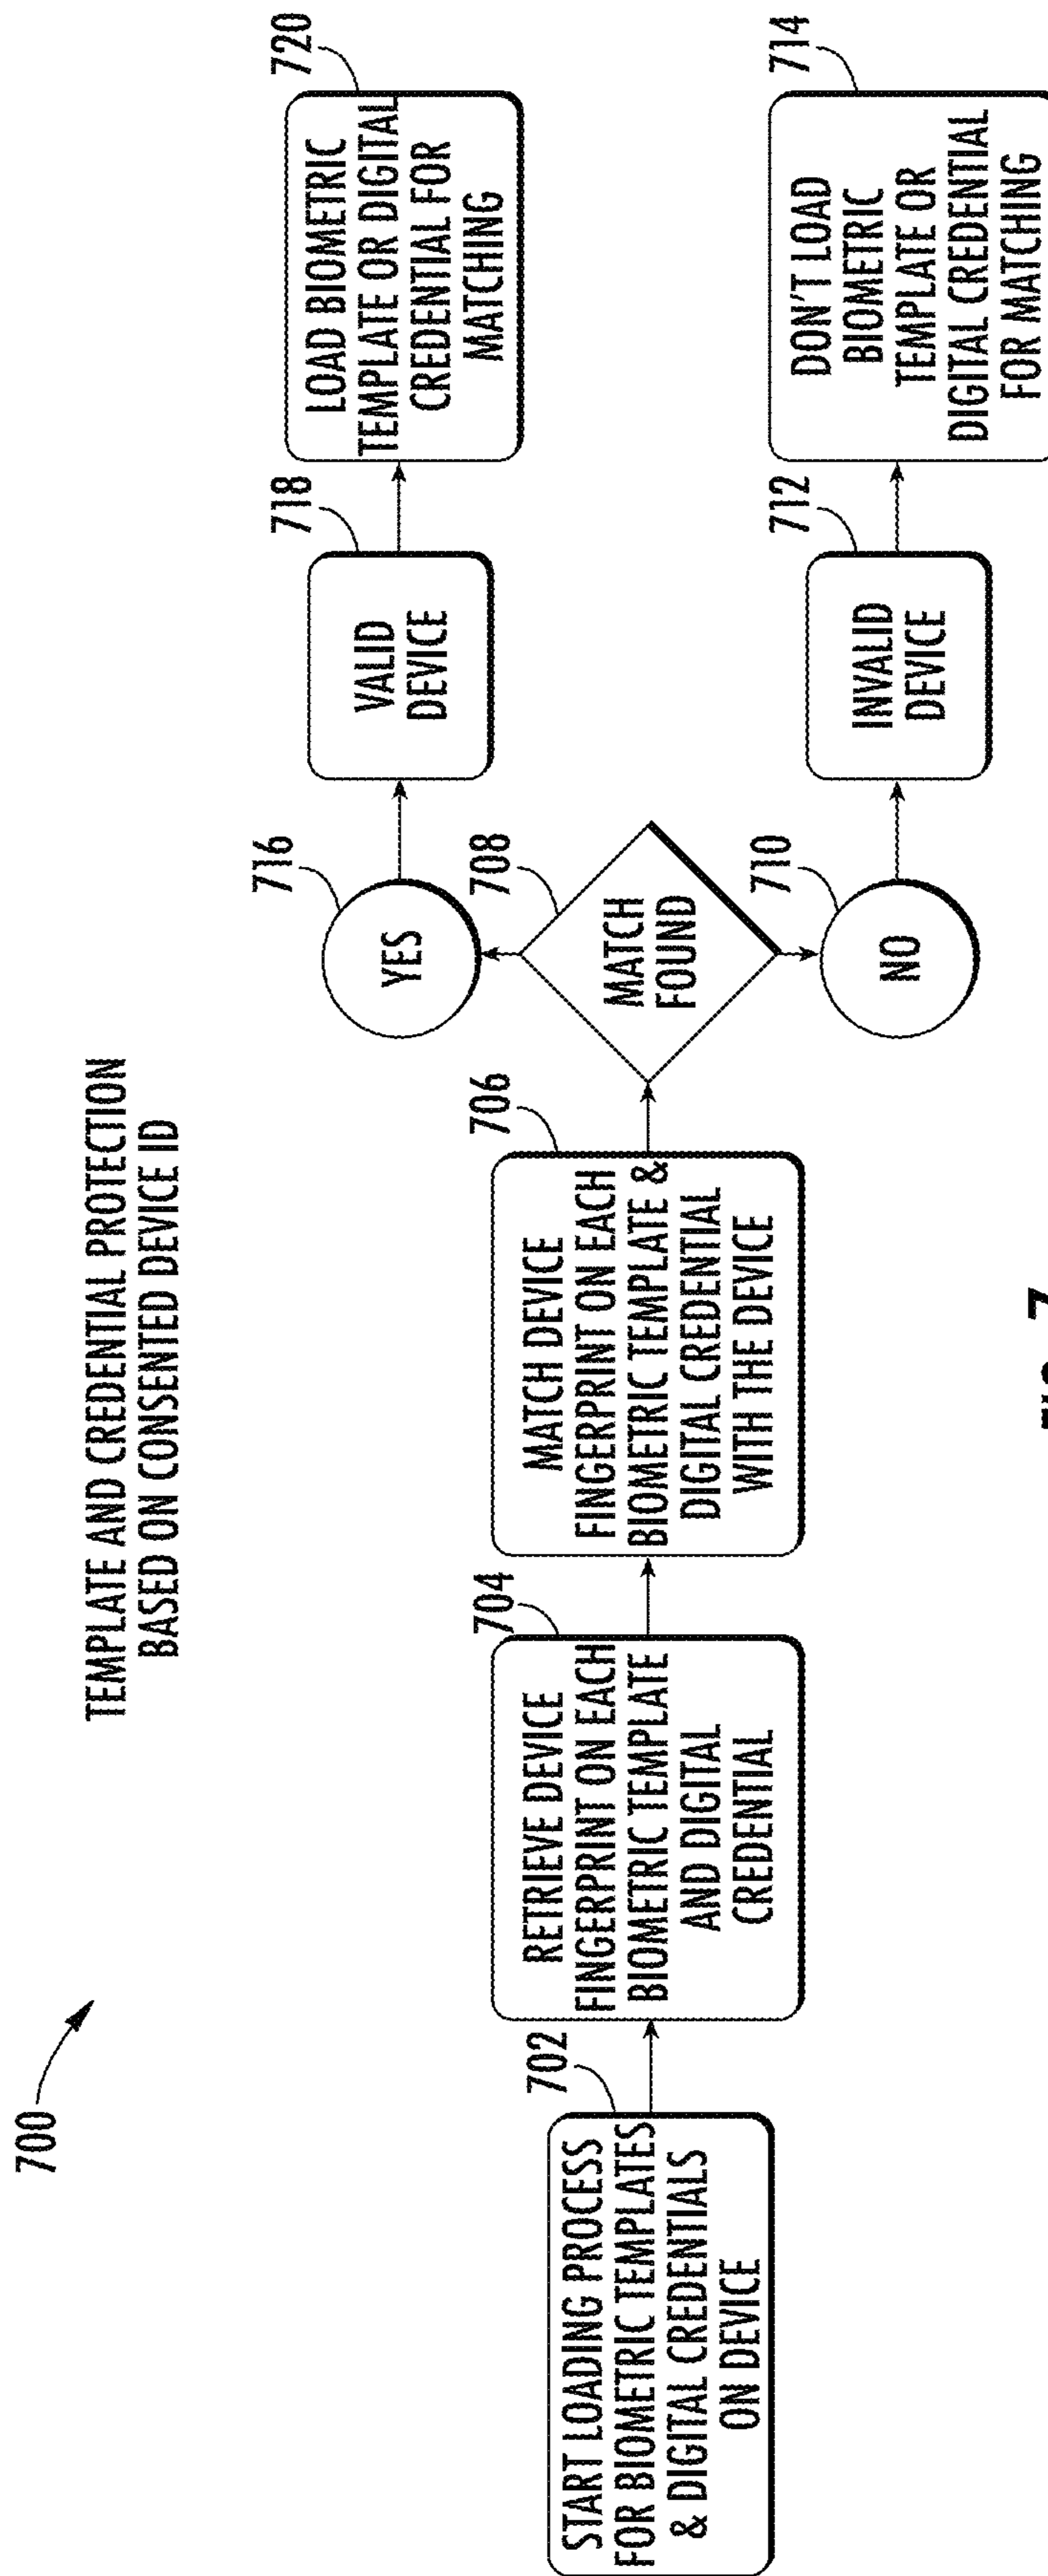 700
TEMPLATE AND CREDENTIAL PROTECTION
BASED ON CONSENTED DEVICE ID
702
START LOADING PROCESS
FOR BIOMETRIC TEMPLATES
& DIGITAL CREDENTIALS
ON DEVICE
704
RETRIEVE DEVICE
FINGERPRINT ON EACH
BIOMETRIC TEMPLATE
AND DIGITAL
CREDENTIAL
706
MATCH DEVICE
FINGERPRINT ON EACH
BIOMETRIC TEMPLATE &
DIGITAL CREDENTIAL
WITH THE DEVICE
708
MATCH
FOUND
716
YES
718
VALID
DEVICE
720
LOAD BIOMETRIC
TEMPLATE OR DIGITAL
CREDENTIAL FOR
MATCHING
710
NO
712
INVALID
DEVICE
714
DON'T LOAD
BIOMETRIC
TEMPLATE OR
DIGITAL CREDENTIAL
FOR MATCHING